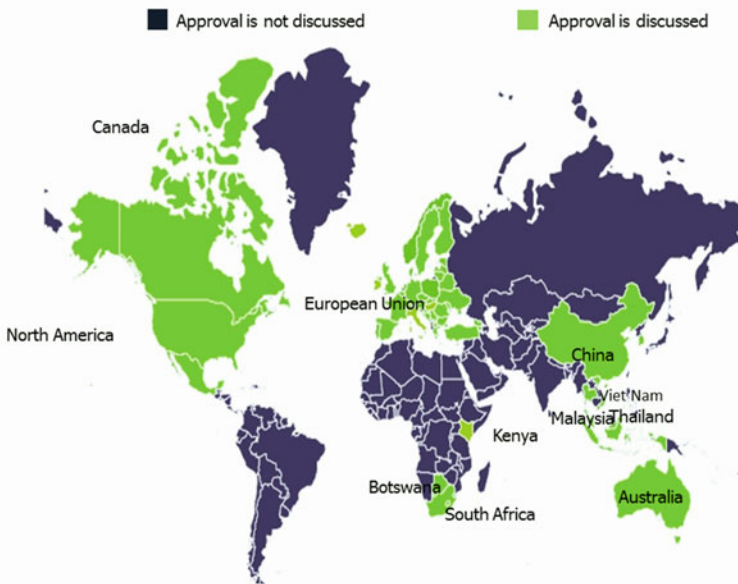 Approval is not discussed
Approval is discussed
Canada
European Union
North America
China
Viet Nam
Malaysia
Thailand
Kenya
Botswana
Australia
South Africa